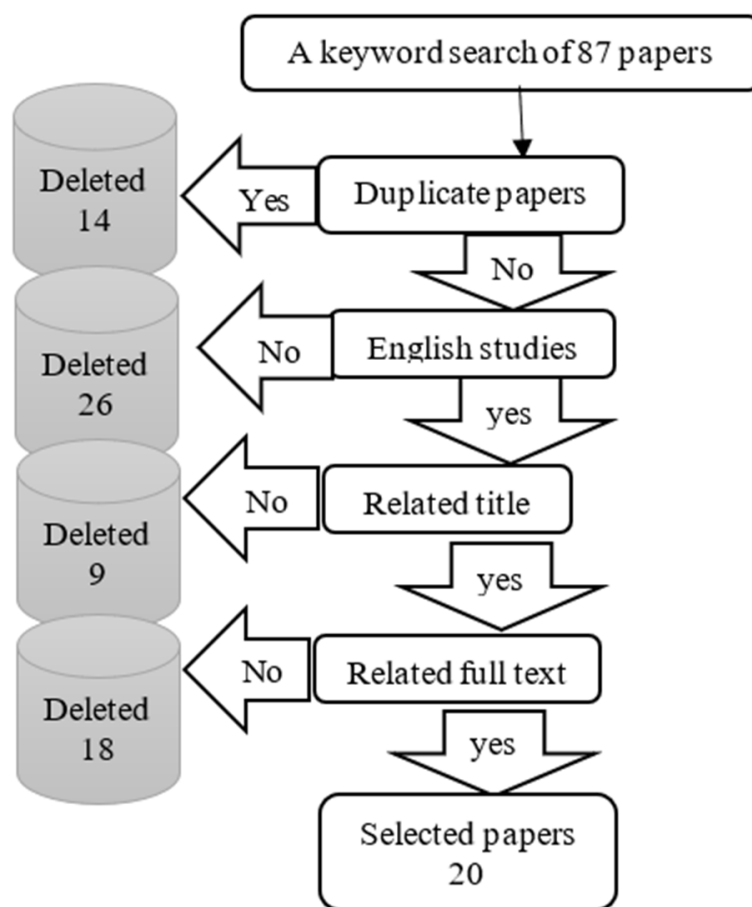 A keyword search of 87 papers
Duplicate papers
Yes
Deleted
14
No
English studies
No
Deleted
26
yes
Related title
No
Deleted
9
yes
Related full text
No
Deleted
18
yes
Selected papers
20